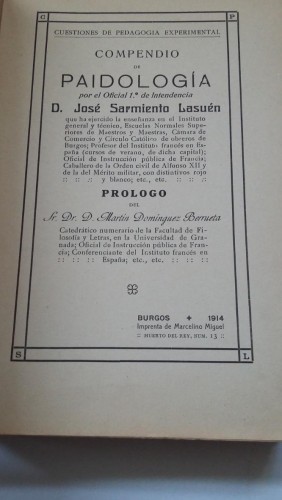 C P
CUESTIONES DE PEDAGOGIA EXPERIMENTAL
COMPENDIO
DE
PAIDOLOGÍA
por el Oficial 1.º de Intendencia
D. José Sarmiento Lasuén
que ha ejercido la enseñanza en el Instituto
general y técnico, Escuelas Normales Supe-
riores de Maestros y Maestras, Cámara de
Comercio y Círculo Católico de obreros de
Burgos; Profesor del Instituto francés en Es-
paña (cursos de verano, de dicha capital);
Oficial de Instrucción pública de Francia;
Caballero de la Orden civil de Alfonso XII y
de la del Mérito militar, con distintivos rojo
:: :: :: y blanco; etc., etc. :: :: ::
PROLOGO
DEL
Sr. Dr. D. Martín Domínguez Berrueta
Catedrático numerario de la Facultad de Fi-
losofía y Letras, en la Universidad de Gra-
nada; Oficial de Instrucción pública de Fran-
cia; Conferenciante del Instituto francés en
:: :: :: :: España; etc., etc. :: :: :: ::
BURGOS + 1914
Imprenta de Marcelino Miguel
:: HUERTO DEL REY, NUM. 13 ::
S L